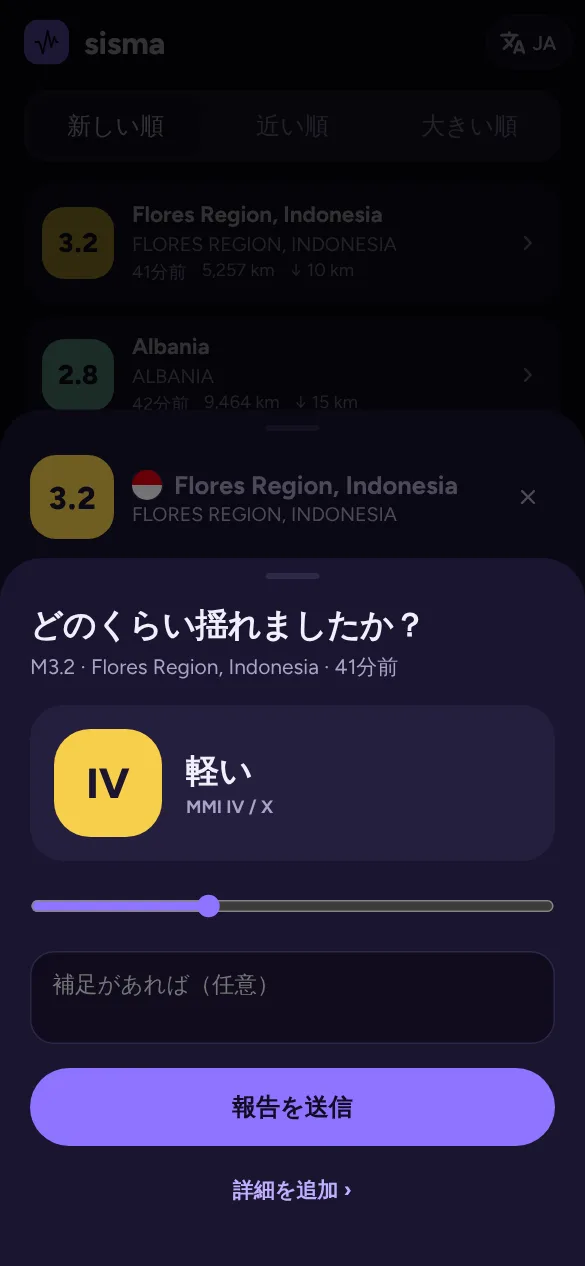 sisma
JA
新しい順
近い順
大きい順
3.2
Flores Region, Indonesia
FLORES REGION, INDONESIA
41分前 5,257 km ↓ 10 km
2.8
Albania
ALBANIA
42分前 9,464 km ↓ 15 km
3.2
Flores Region, Indonesia
FLORES REGION, INDONESIA
どのくらい揺れましたか？
M3.2 · Flores Region, Indonesia · 41分前
IV
軽い
MMI IV / X
補足があれば（任意）
報告を送信
詳細を追加 ›